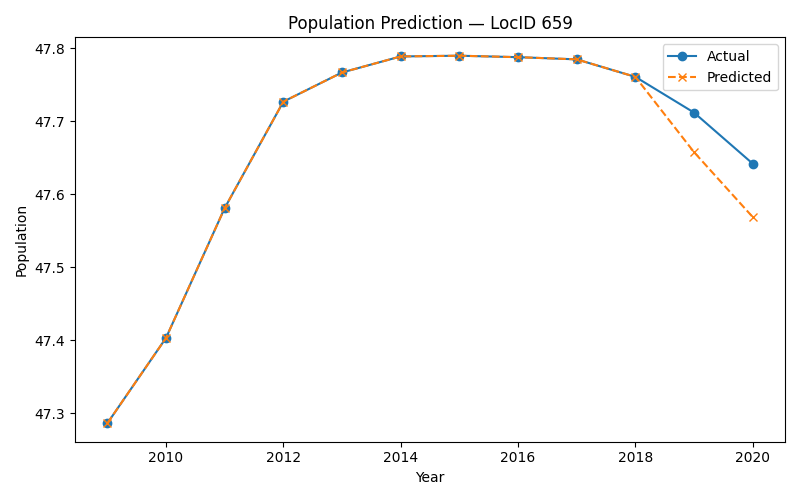 Population Prediction — LocID 659
Actual
Predicted
Population
47.8
47.7
47.6
47.5
47.4
47.3
2010
2012
2014
2016
2018
2020
Year